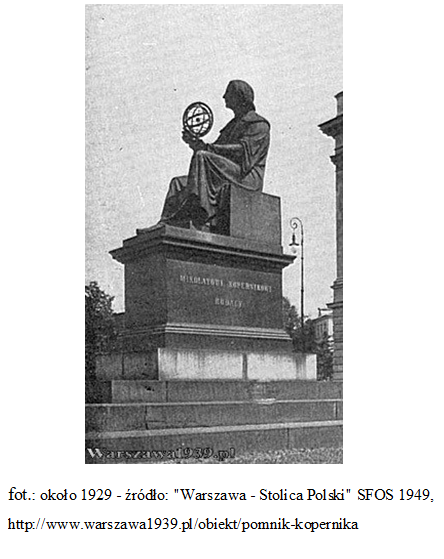 MIKOŁAIOWI KOPERNIKOWI
RODACY
Warszawa1939.pl
fot.: około 1929 - źródło: "Warszawa - Stolica Polski" SFOS 1949,
http://www.warszawa1939.pl/obiekt/pomnik-kopernika